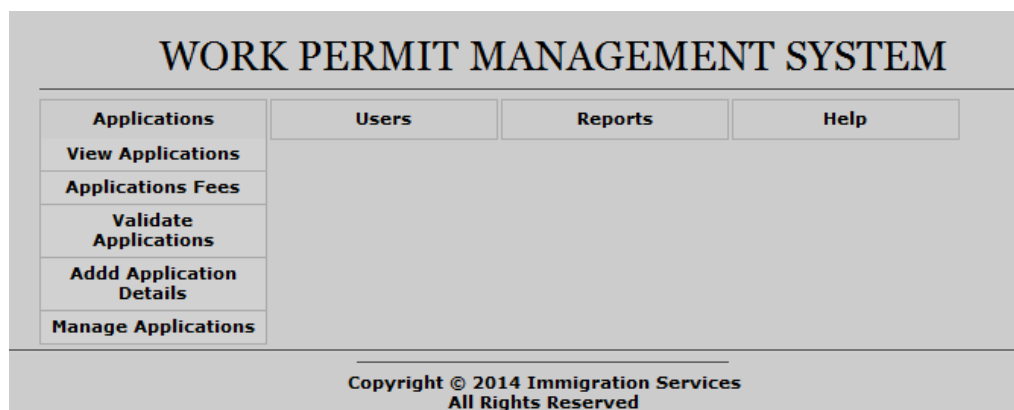 WORK PERMIT MANAGEMENT SYSTEM
Applications Users Reports Help
View Applications
Applications Fees
Validate
Applications
Addd Application
Details
Manage Applications
Copyright © 2014 Immigration Services
All Rights Reserved